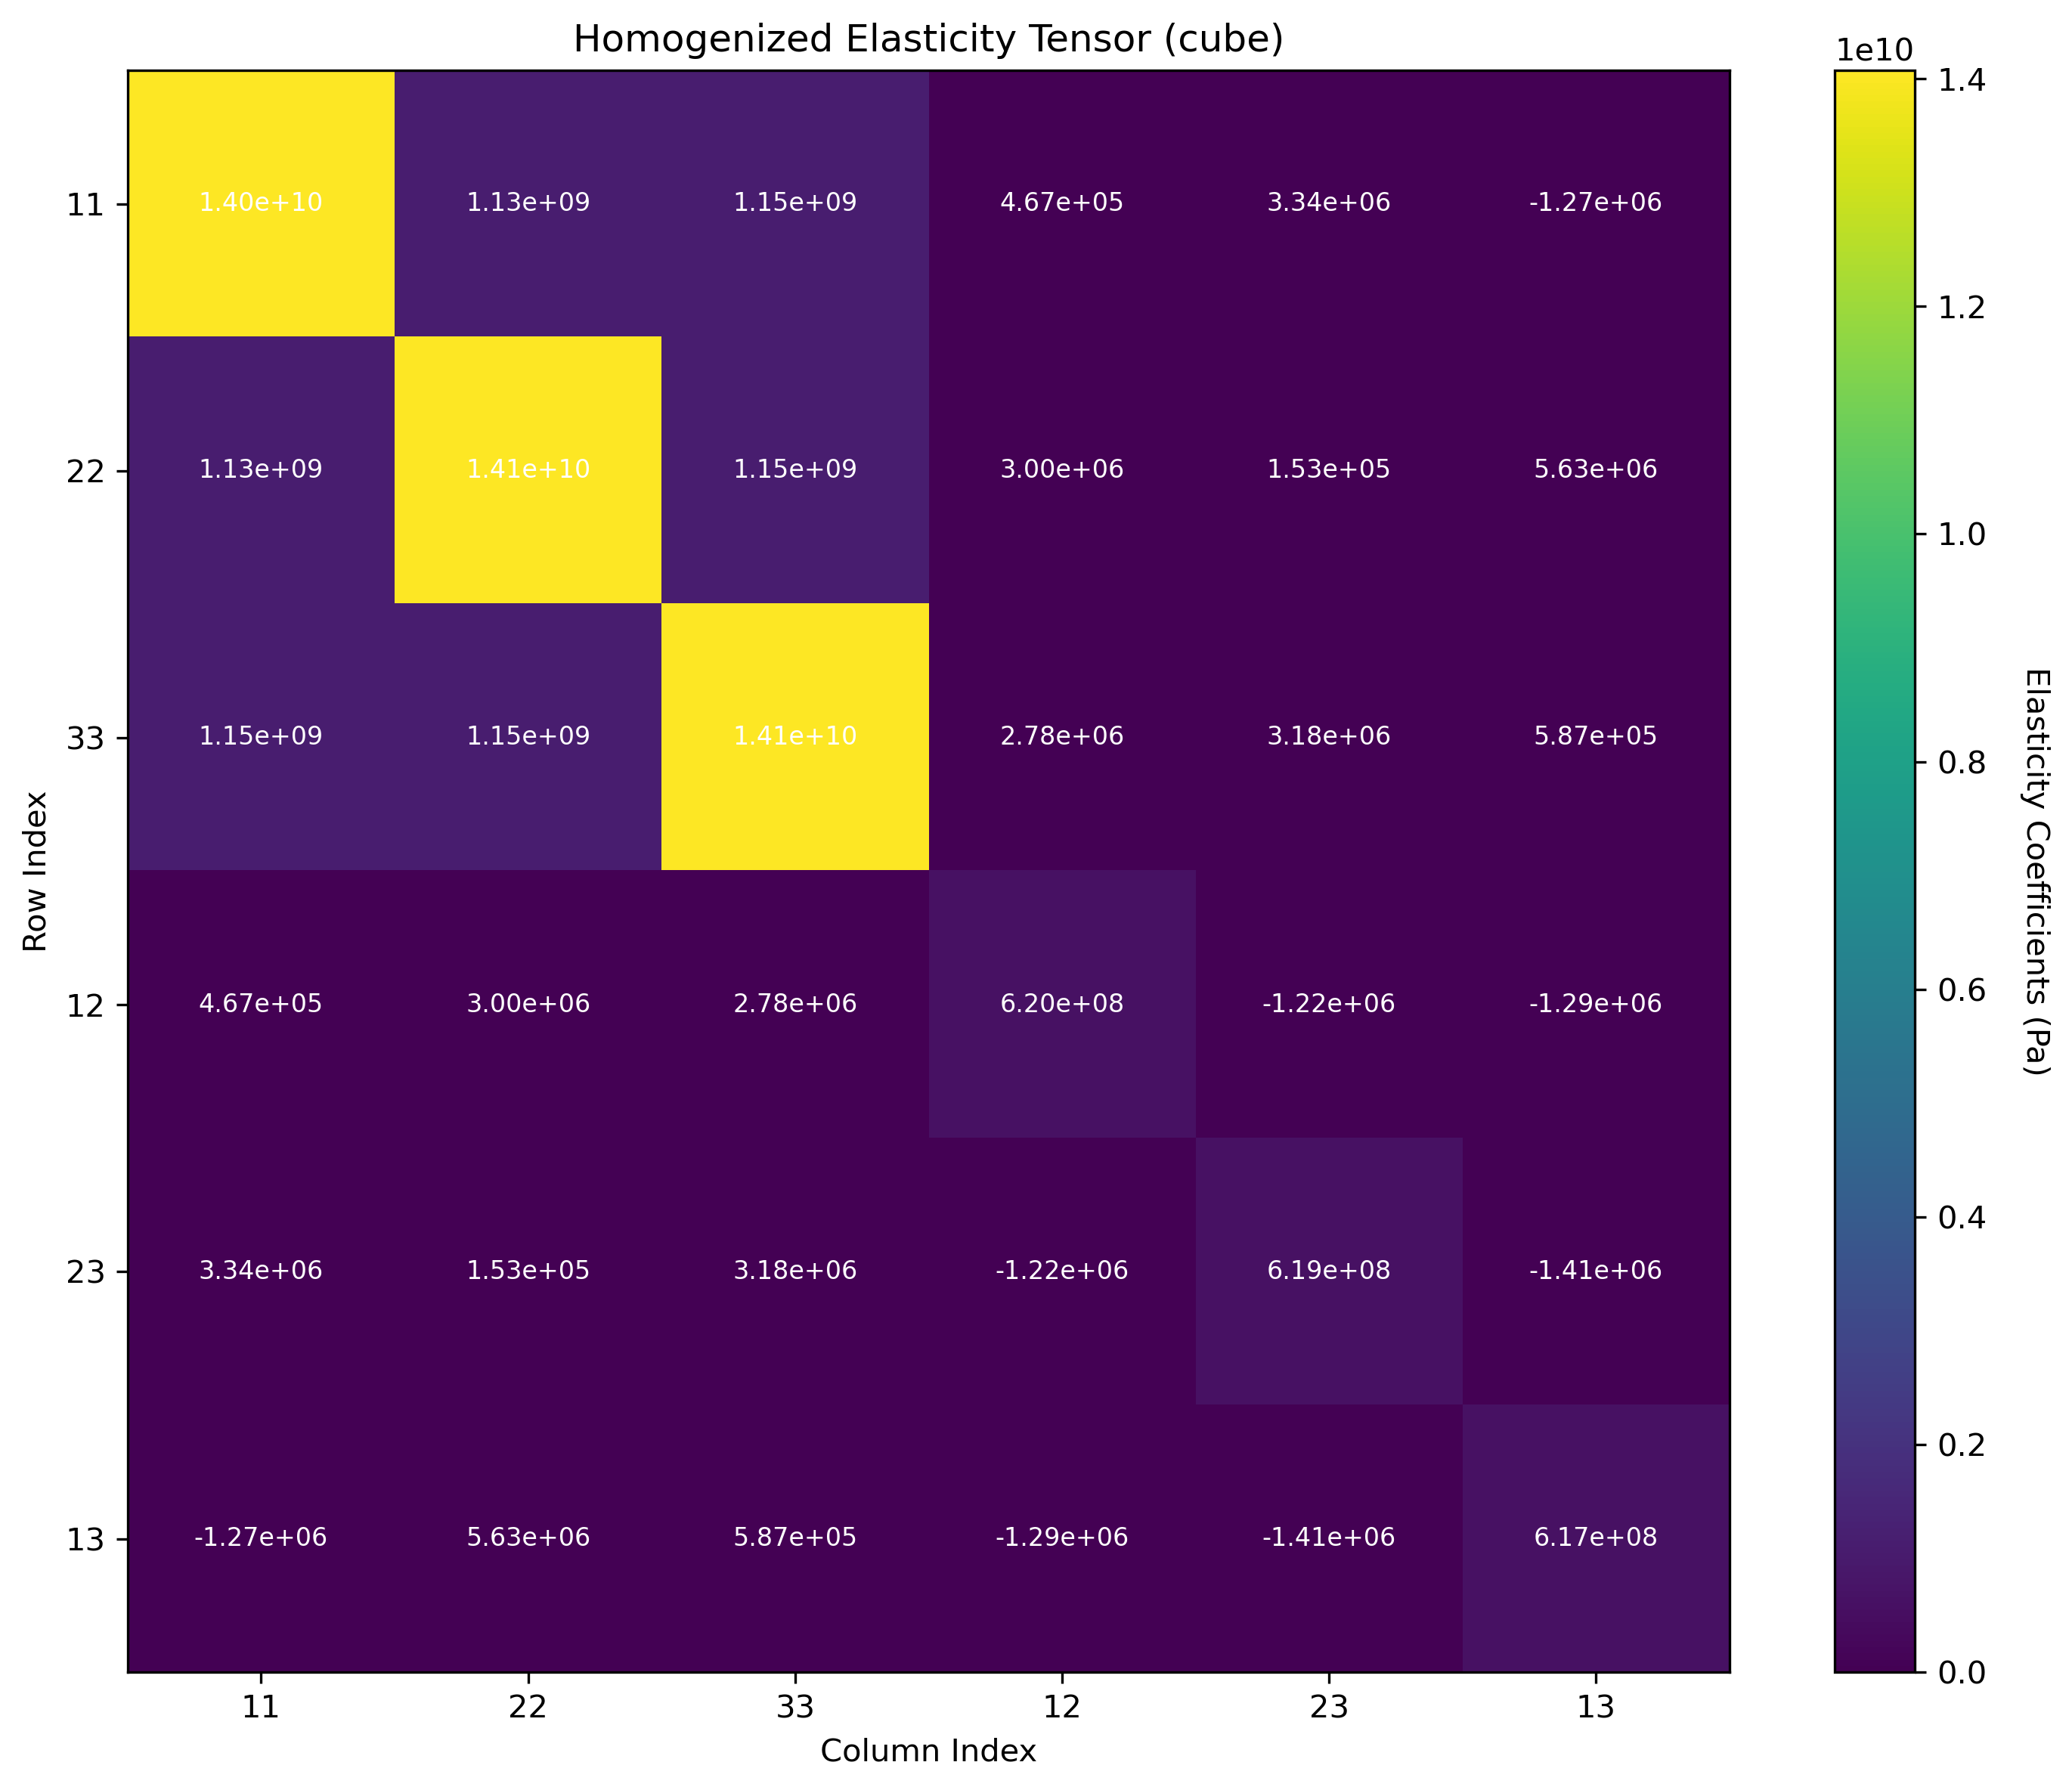 Homogenized Elasticity Tensor (cube)
1e10
11 1.40e+10 1.13e+09 1.15e+09 4.67e+05 3.34e+06 -1.27e+06
22 1.13e+09 1.41e+10 1.15e+09 3.00e+06 1.53e+05 5.63e+06
33 1.15e+09 1.15e+09 1.41e+10 2.78e+06 3.18e+06 5.87e+05
12 4.67e+05 3.00e+06 2.78e+06 6.20e+08 -1.22e+06 -1.29e+06
23 3.34e+06 1.53e+05 3.18e+06 -1.22e+06 6.19e+08 -1.41e+06
13 -1.27e+06 5.63e+06 5.87e+05 -1.29e+06 -1.41e+06 6.17e+08
11 22 33 12 23 13
Column Index
Row Index
1.4
1.2
1.0
0.8
0.6
0.4
0.2
0.0
Elasticity Coefficients (Pa)